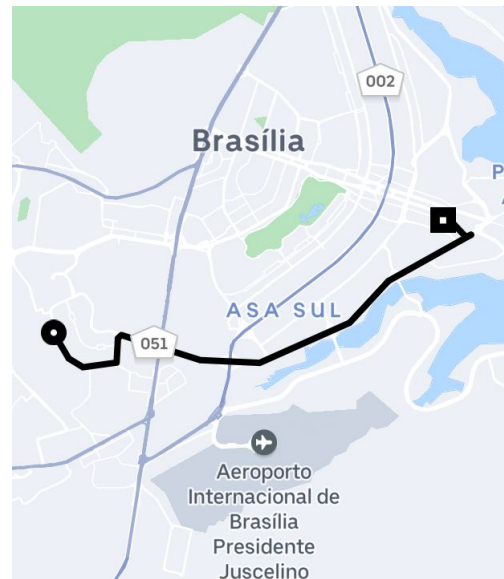 002
Brasília
P
A
ASA SUL
051
Aeroporto
Internacional de
Brasília
Presidente
Juscelino